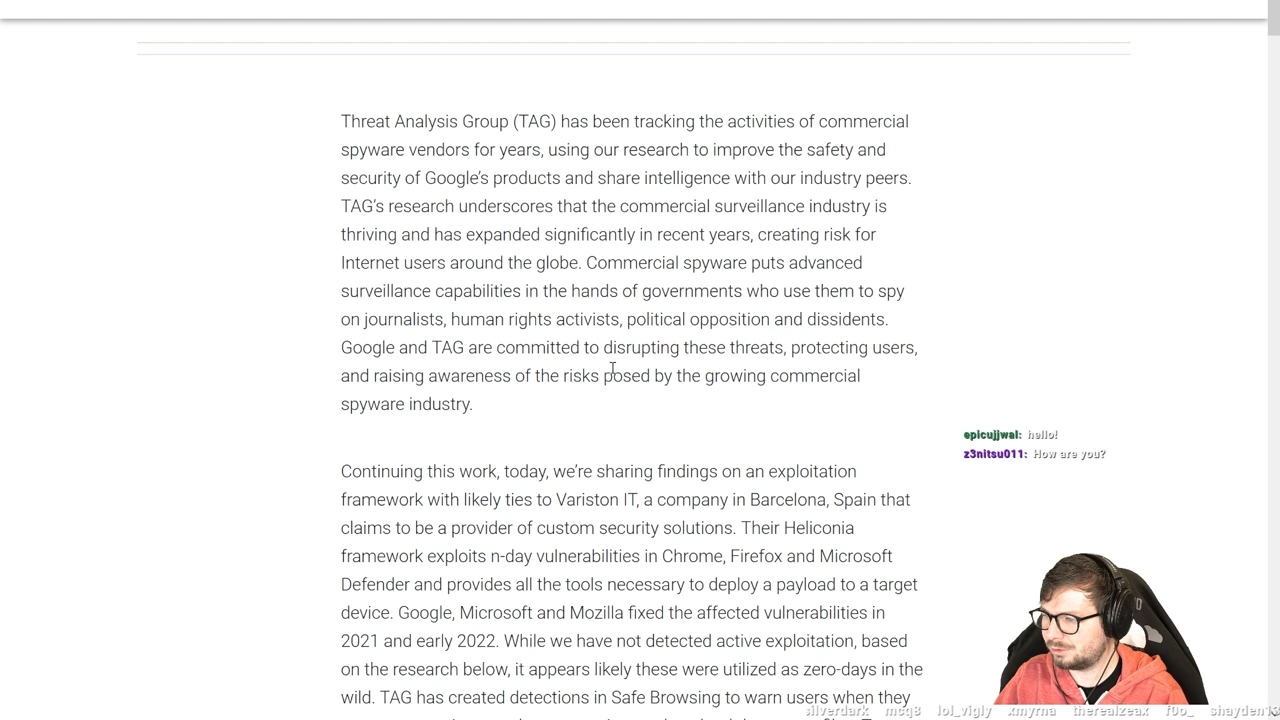 Threat Analysis Group (TAG) has been tracking the activities of commercial
spyware vendors for years, using our research to improve the safety and
security of Google's products and share intelligence with our industry peers.
TAG's research underscores that the commercial surveillance industry is
thriving and has expanded significantly in recent years, creating risk for
Internet users around the globe. Commercial spyware puts advanced
surveillance capabilities in the hands of governments who use them to spy
on journalists, human rights activists, political opposition and dissidents.
Google and TAG are committed to disrupting these threats, protecting users,
and raising awareness of the risks posed by the growing commercial
spyware industry.
Continuing this work, today, we're sharing findings on an exploitation
framework with likely ties to Variston IT, a company in Barcelona, Spain that
claims to be a provider of custom security solutions. Their Heliconia
framework exploits n-day vulnerabilities in Chrome, Firefox and Microsoft
Defender and provides all the tools necessary to deploy a payload to a target
device. Google, Microsoft and Mozilla fixed the affected vulnerabilities in
2021 and early 2022. While we have not detected active exploitation, based
on the research below, it appears likely these were utilized as zero-days in the
wild. TAG has created detections in Safe Browsing to warn users when they
epicujjwal: hello!
z3nitsu011: How are you?
silverdark mcq8 lol_vigly xmyrna therealzeax f0o_